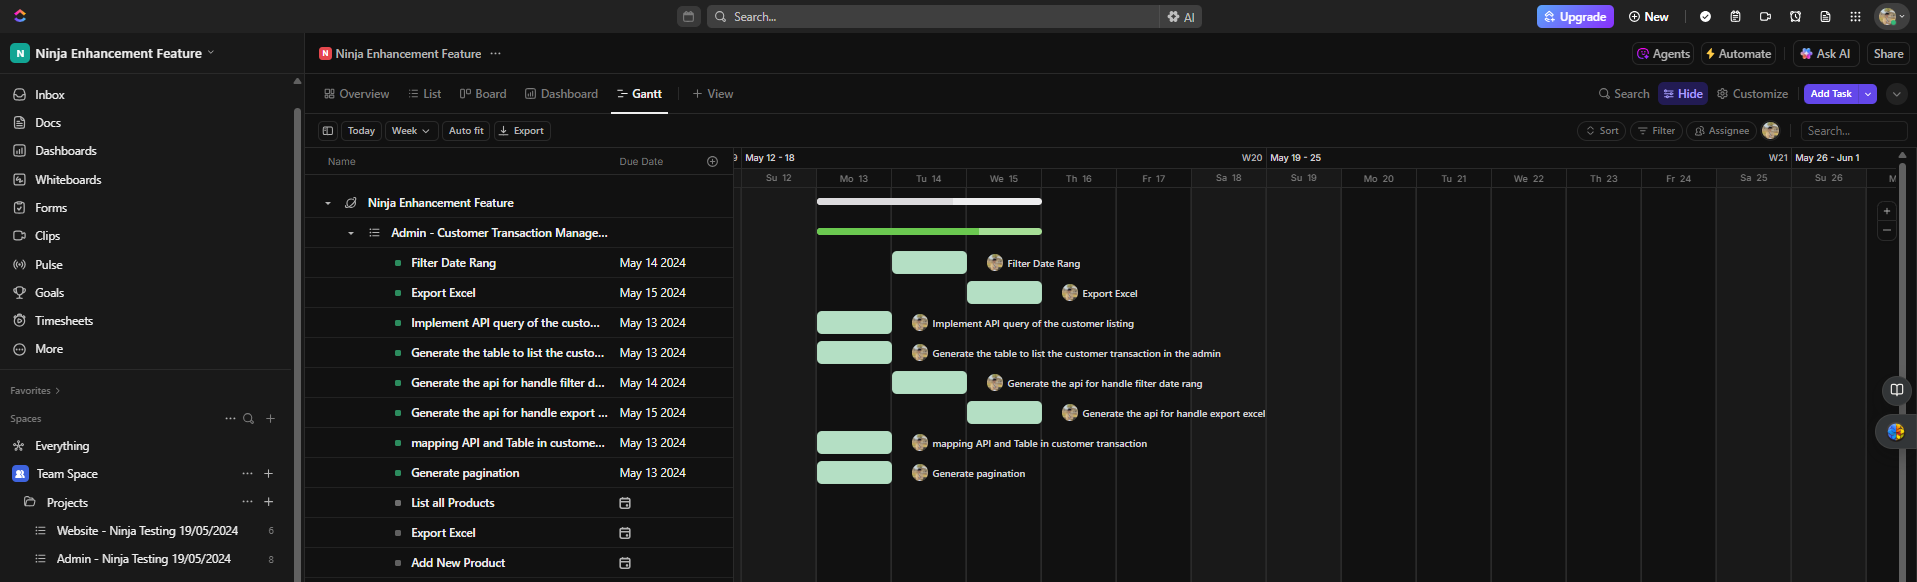 Search...
AI
Upgrade
New
N Ninja Enhancement Feature
N Ninja Enhancement Feature
Agents
Automate
Ask AI
Share
Inbox
Docs
Dashboards
Whiteboards
Forms
Clips
Pulse
Goals
Timesheets
More
Favorites
Spaces
Everything
Team Space
Projects
Website - Ninja Testing 19/05/2024 6
Admin - Ninja Testing 19/05/2024 8
Overview List Board Dashboard Gantt View
Search Hide Customize Add Task
Today Week Auto fit Export
Sort Filter Assignee Search...
Name Due Date
9 May 12 - 18 W20 May 19 - 25 W21 May 26 - Jun 1
Su 12 Mo 13 Tu 14 We 15 Th 16 Fr 17 Sa 18 Su 19 Mo 20 Tu 21 We 22 Th 23 Fr 24 Sa 25 Su 26 M
Ninja Enhancement Feature
Admin - Customer Transaction Manage...
Filter Date Rang May 14 2024 Filter Date Rang
Export Excel May 15 2024 Export Excel
Implement API query of the custo... May 13 2024 Implement API query of the customer listing
Generate the table to list the custo... May 13 2024 Generate the table to list the customer transaction in the admin
Generate the api for handle filter d... May 14 2024 Generate the api for handle filter date rang
Generate the api for handle export ... May 15 2024 Generate the api for handle export excel
mapping API and Table in custome... May 13 2024 mapping API and Table in customer transaction
Generate pagination May 13 2024 Generate pagination
List all Products
Export Excel
Add New Product